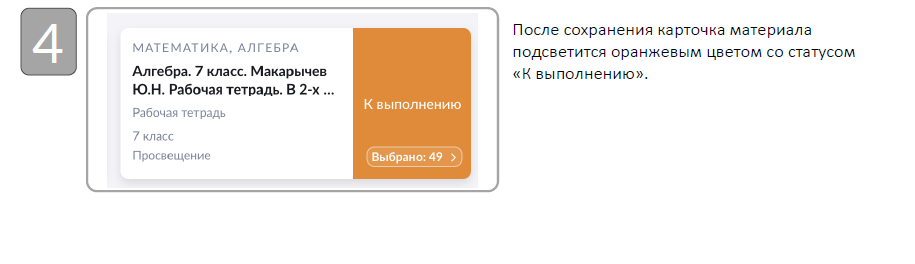 4
МАТЕМАТИКА, АЛГЕБРА
Алгебра. 7 класс. Макарычев
Ю.Н. Рабочая тетрадь. В 2-х ...
Рабочая тетрадь
7 класс
Просвещение
К выполнению
Выбрано: 49 >
После сохранения карточка материала
подсветится оранжевым цветом со статусом
«К выполнению».